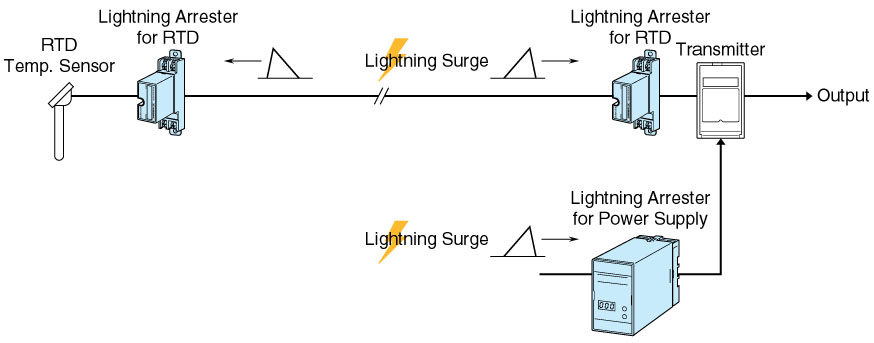 Lightning Arrester
for RTD
RTD
Temp. Sensor
Lightning Surge
Lightning Arrester
for RTD
Transmitter
Output
Lightning Arrester
for Power Supply
Lightning Surge
000